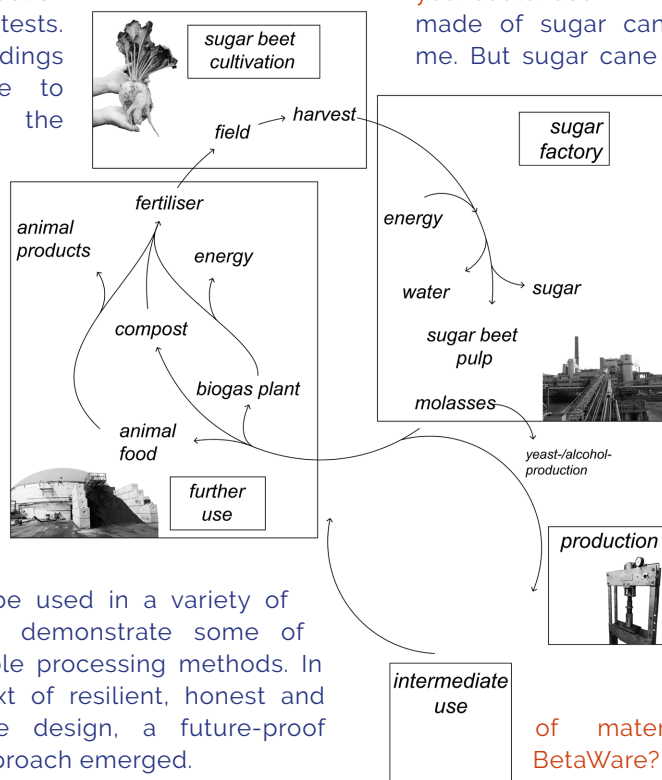 tests.
made of sugar can
dings
me. But sugar cane
e to
the
sugar beet
cultivation
field
harvest
sugar
factory
energy
water
sugar
sugar beet
pulp
molasses
yeast-/alcohol-
production
fertiliser
animal
products
energy
compost
biogas plant
animal
food
further
use
production
intermediate
use
be used in a variety of
demonstrate some of
le processing methods. In
xt of resilient, honest and
e design, a future-proof
proach emerged.
of mater
BetaWare?